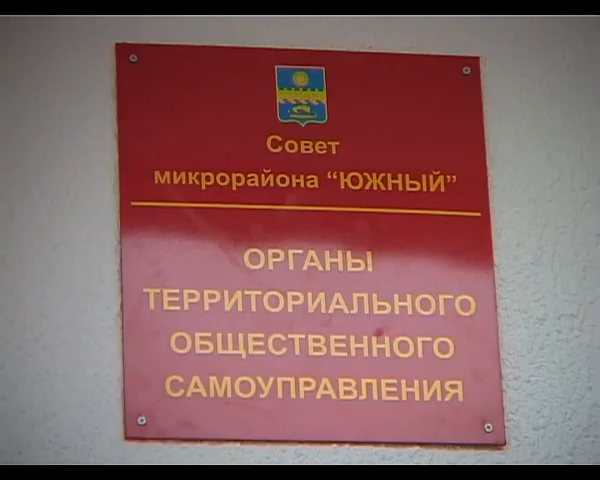 Совет
микрорайона “ЮЖНЫЙ”
ОРГАНЫ
ТЕРРИТОРИАЛЬНОГО
ОБЩЕСТВЕННОГО
САМОУПРАВЛЕНИЯ